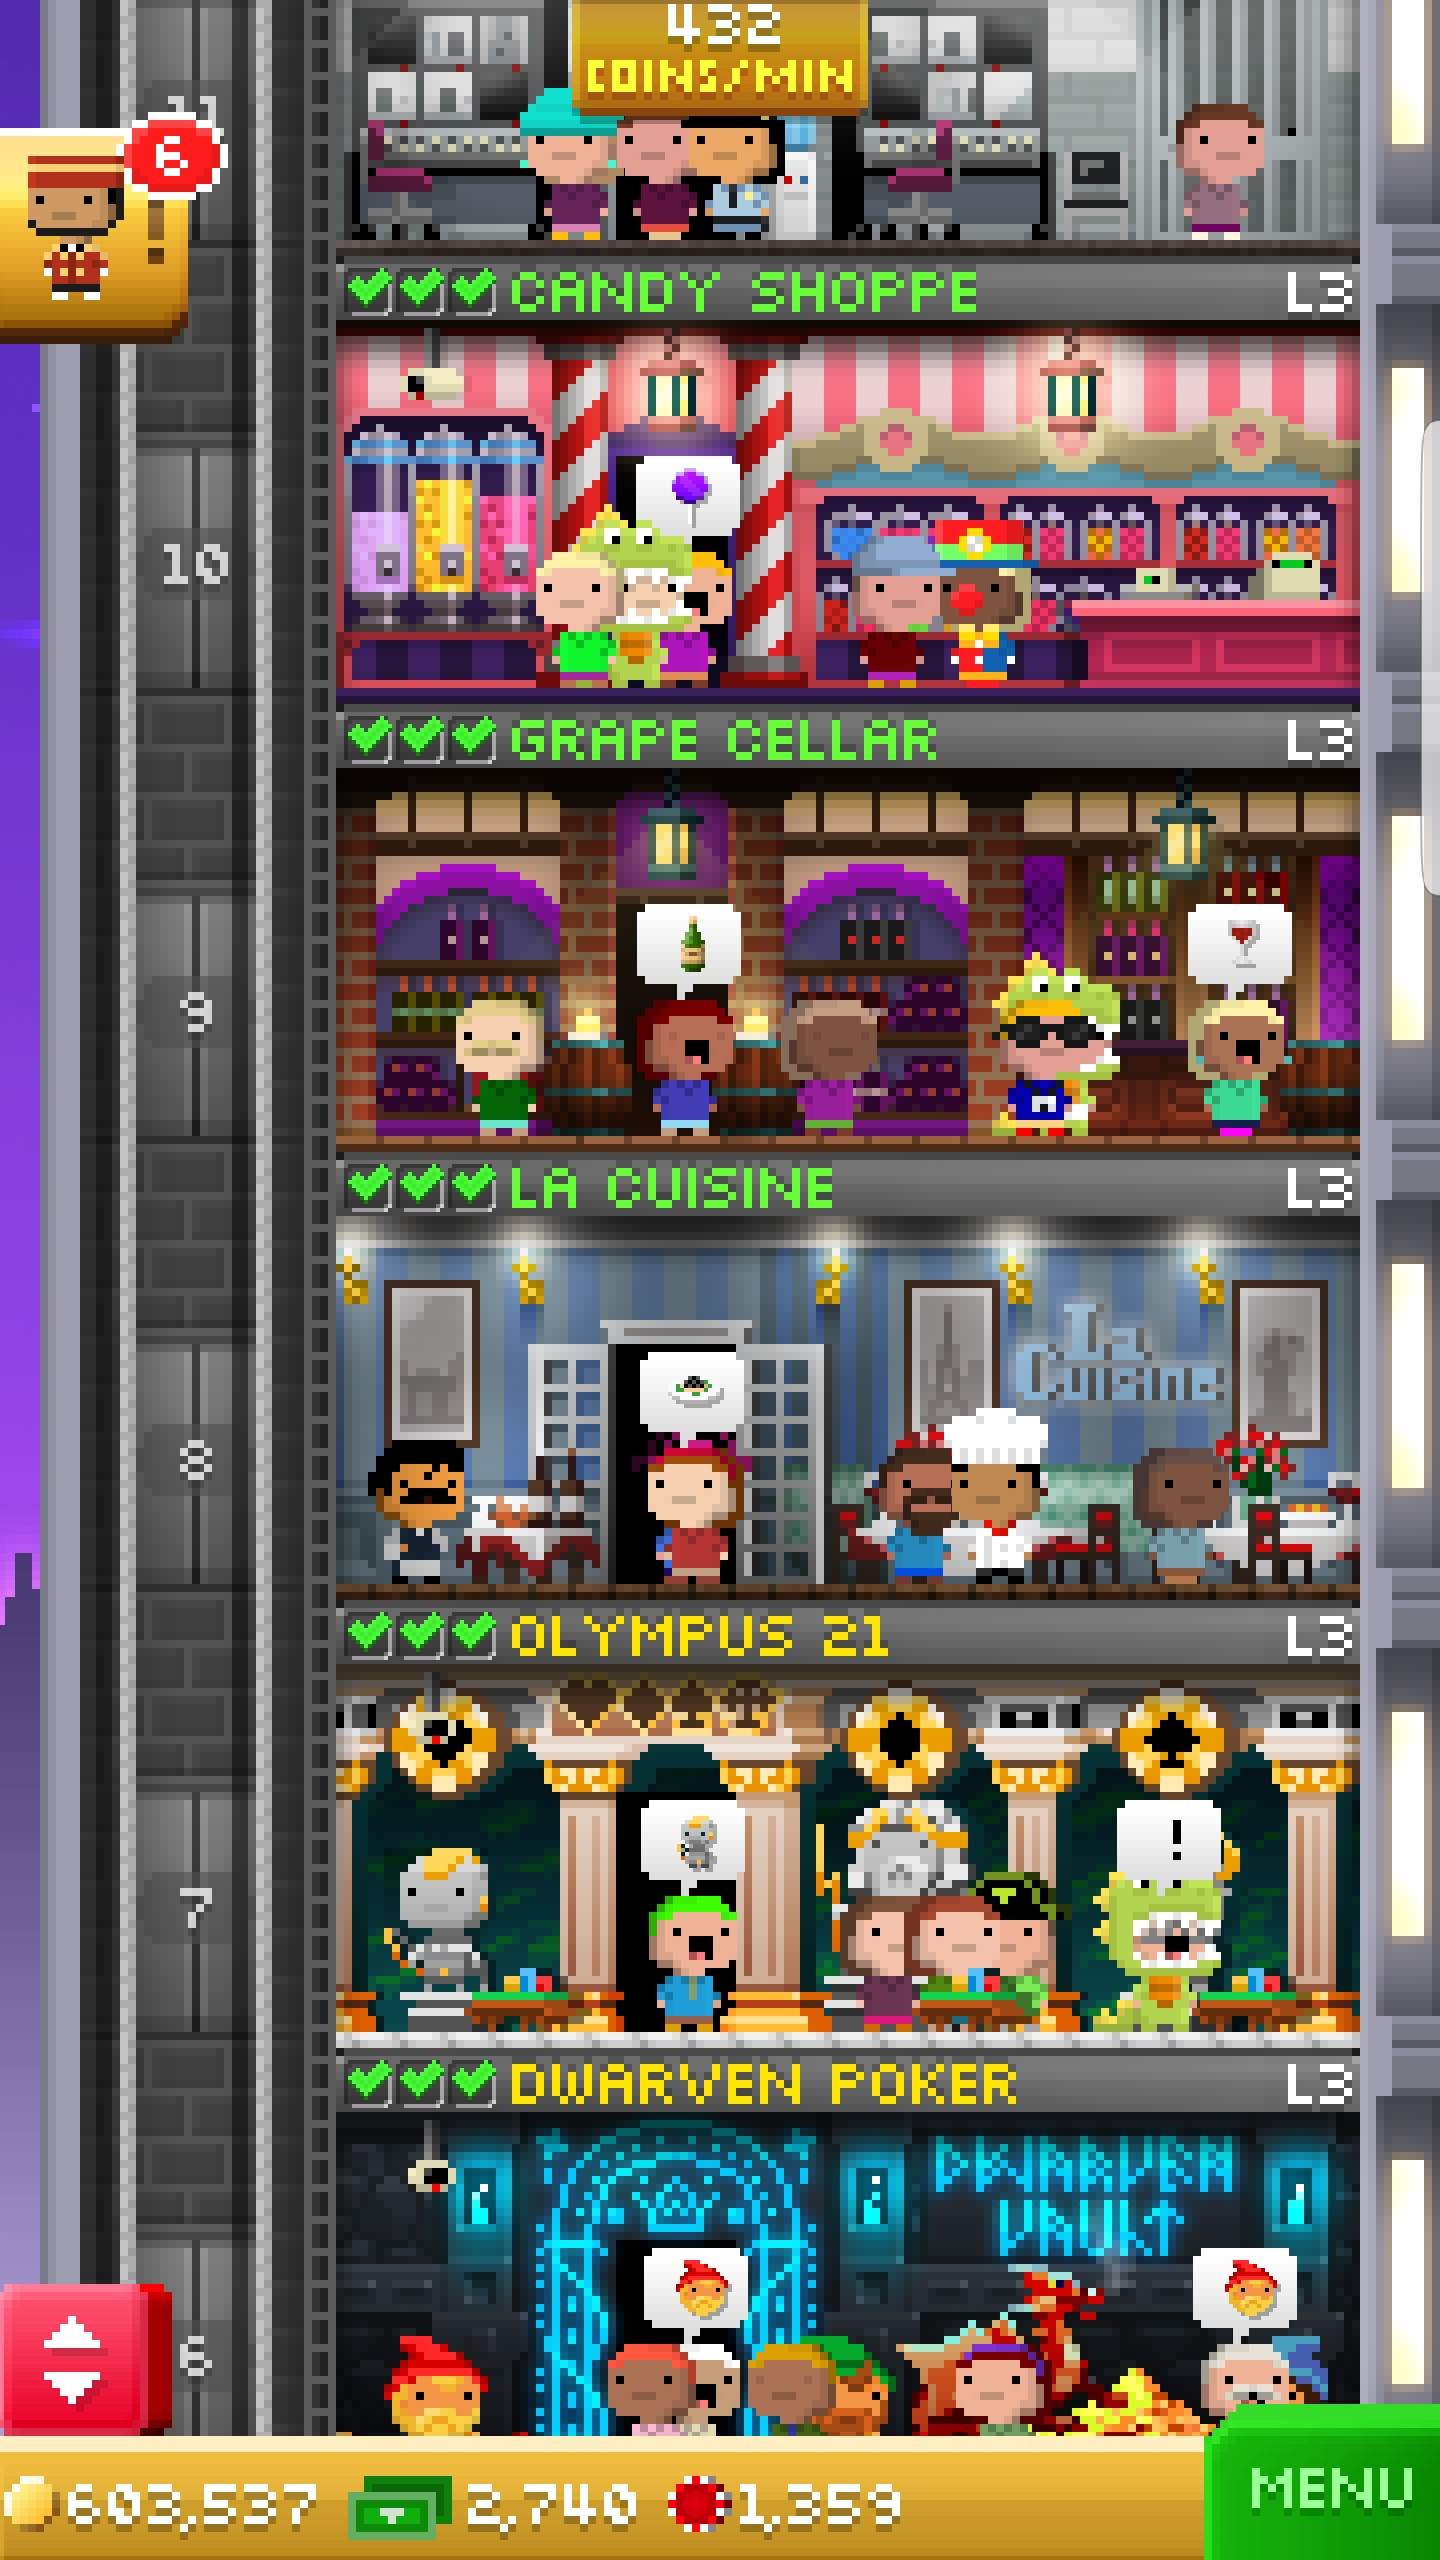 432
COINS/MIN
11
6
CANDY SHOPPE L3
10
GRAPE CELLAR L3
9
LA CUISINE L3
La
Cuisine
8
OLYMPUS 21 L3
!
7
DWARVEN POKER L3
DWARVEN
VAULT
6
603,537 2,740 1,359
MENU